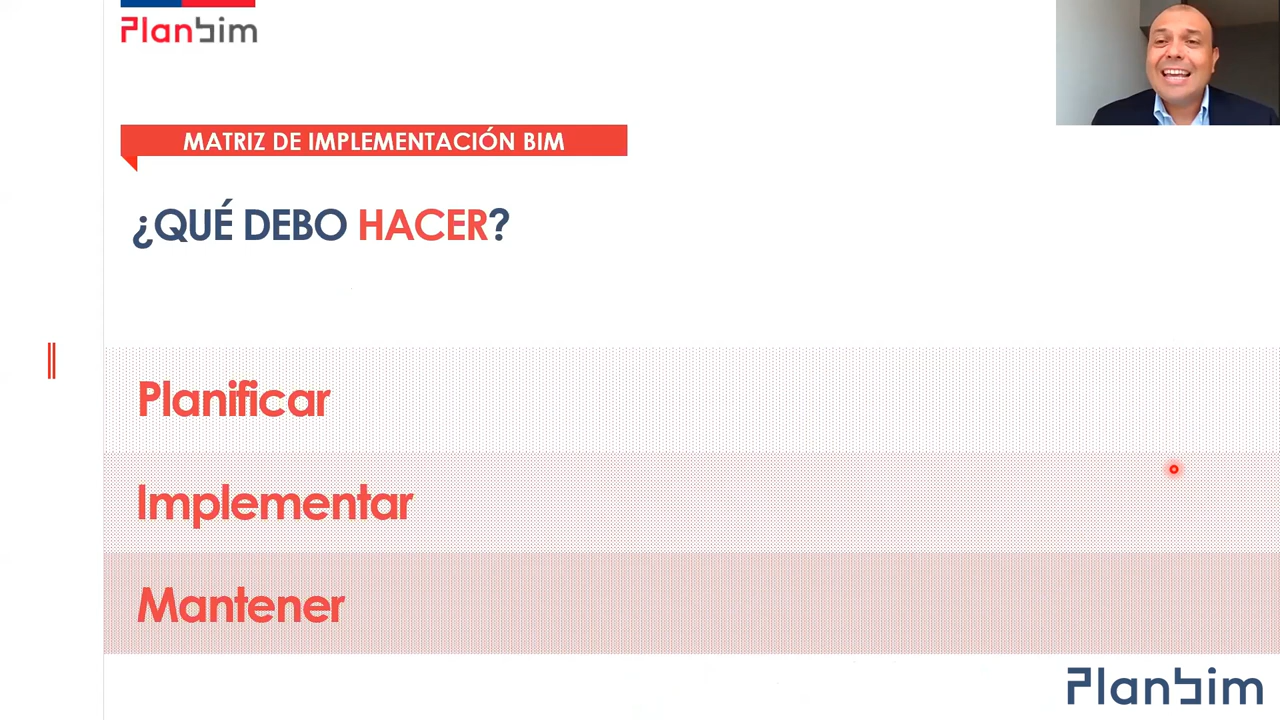 Planbim
MATRIZ DE IMPLEMENTACIÓN BIM
¿QUÉ DEBO HACER?
Planificar
Implementar
Mantener
Planbim